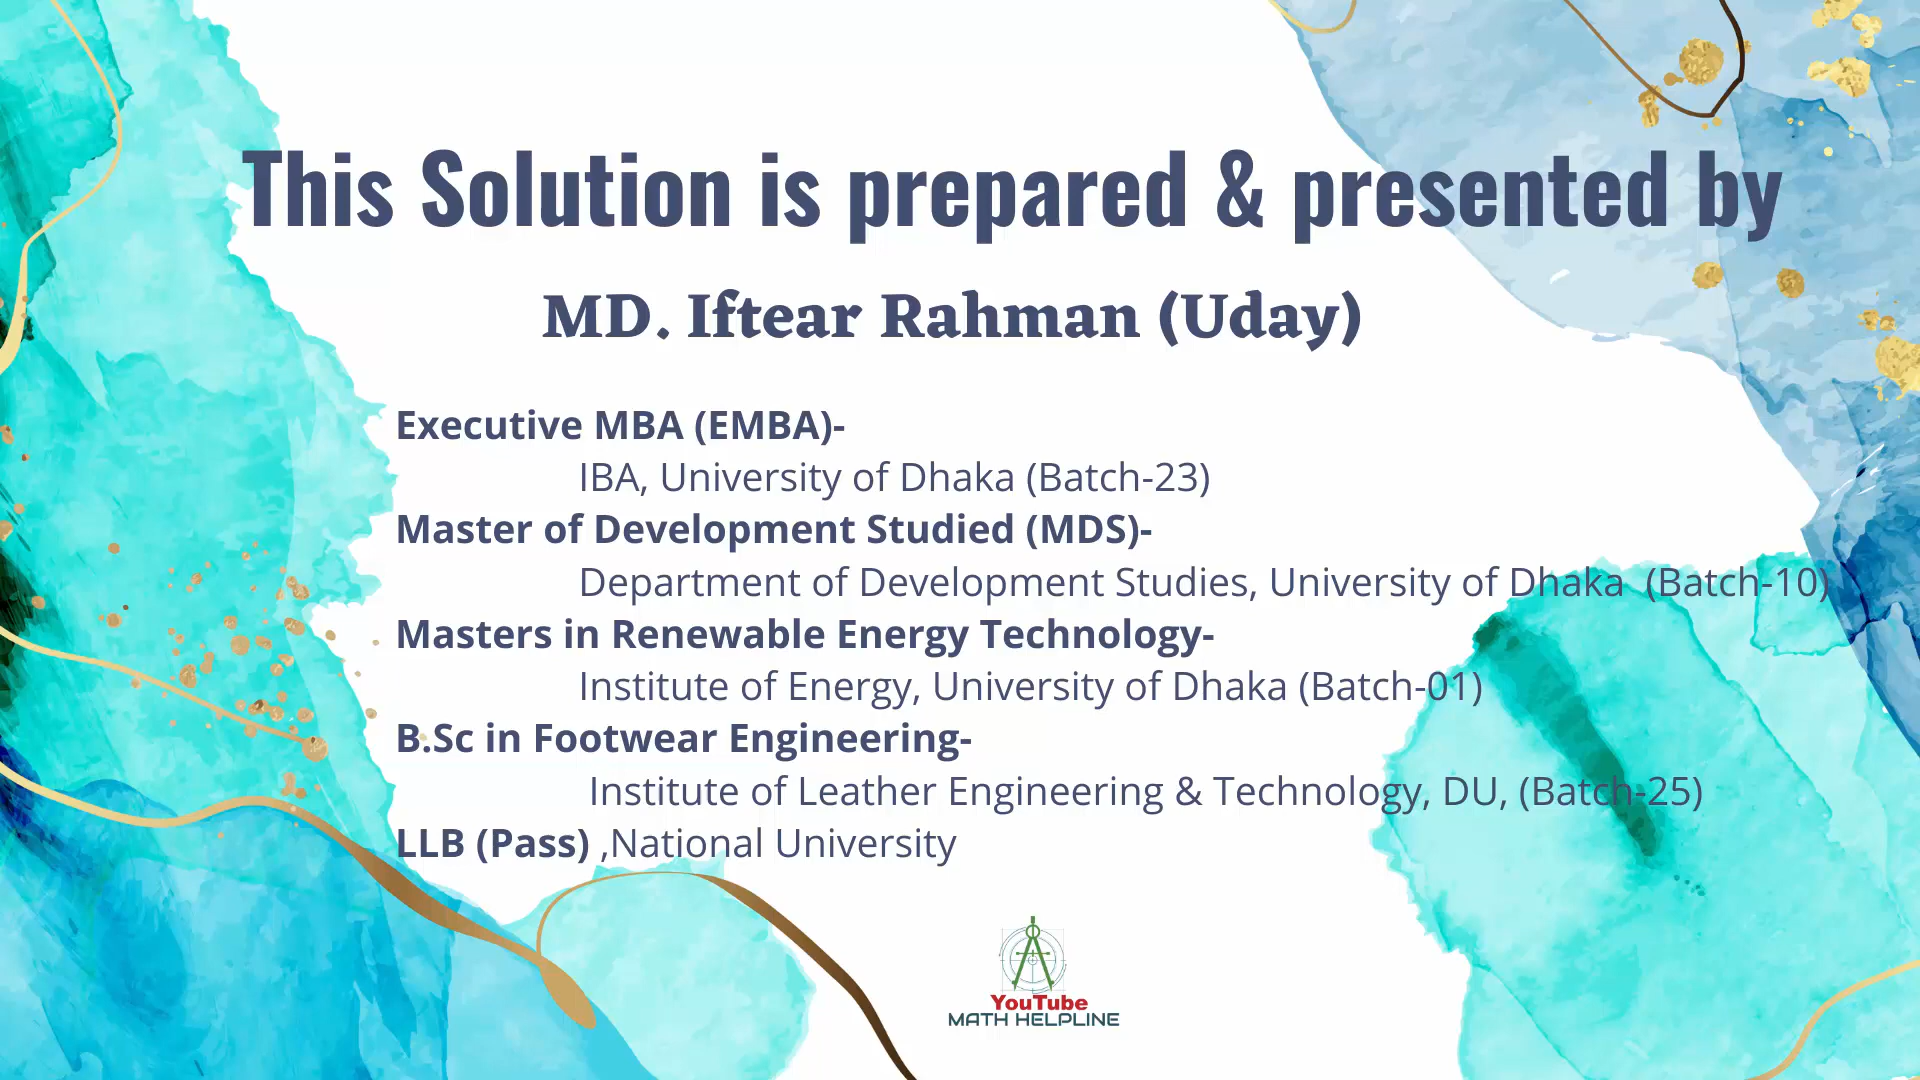 This Solution is prepared & presented by
MD. Iftear Rahman (Uday)
Executive MBA (EMBA)-
IBA, University of Dhaka (Batch-23)
Master of Development Studied (MDS)-
Department of Development Studies, University of Dhaka (Batch-10)
Masters in Renewable Energy Technology-
Institute of Energy, University of Dhaka (Batch-01)
B.Sc in Footwear Engineering-
Institute of Leather Engineering & Technology, DU, (Batch-25)
LLB (Pass) ,National University
YouTube
MATH HELPLINE